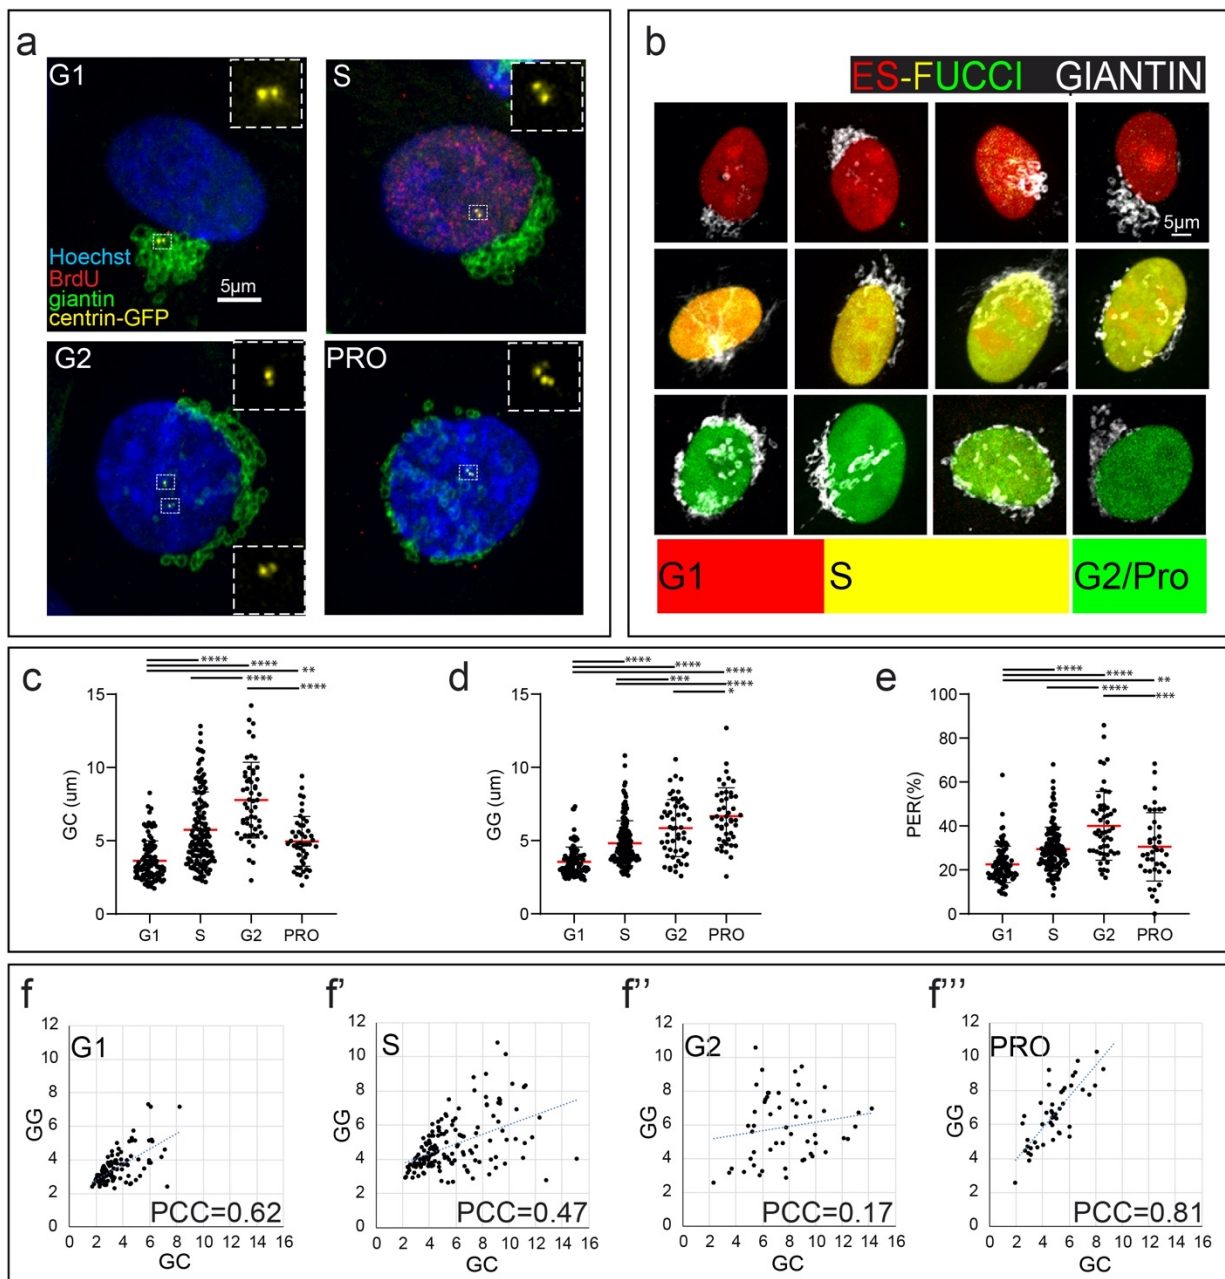 a
G1
S
Hoechst
BrdU
giantin
centrin-GFP
5µm
G2
PRO
b
ES-FUCCI GIANTIN
5µm
G1 S G2/Pro
c
**** **** **
**** ****
15
10
5
0
GC (um)
G1 S G2 PRO
d
**** **** ****
*** ****
*
15
10
5
0
GG (um)
G1 S G2 PRO
e
**** **** **
**** ***
100
80
60
40
20
0
PER(%)
G1 S G2 PRO
f
G1
12
10
8
6
4
2
0
GG
PCC=0.62
0 2 4 6 8 10 12 14 16
GC
f'
S
12
10
8
6
4
2
0
GG
PCC=0.47
0 2 4 6 8 10 12 14 16
GC
f''
G2
12
10
8
6
4
2
0
GG
PCC=0.17
0 2 4 6 8 10 12 14 16
GC
f'''
PRO
12
10
8
6
4
2
0
GG
PCC=0.81
0 2 4 6 8 10 12 14 16
GC